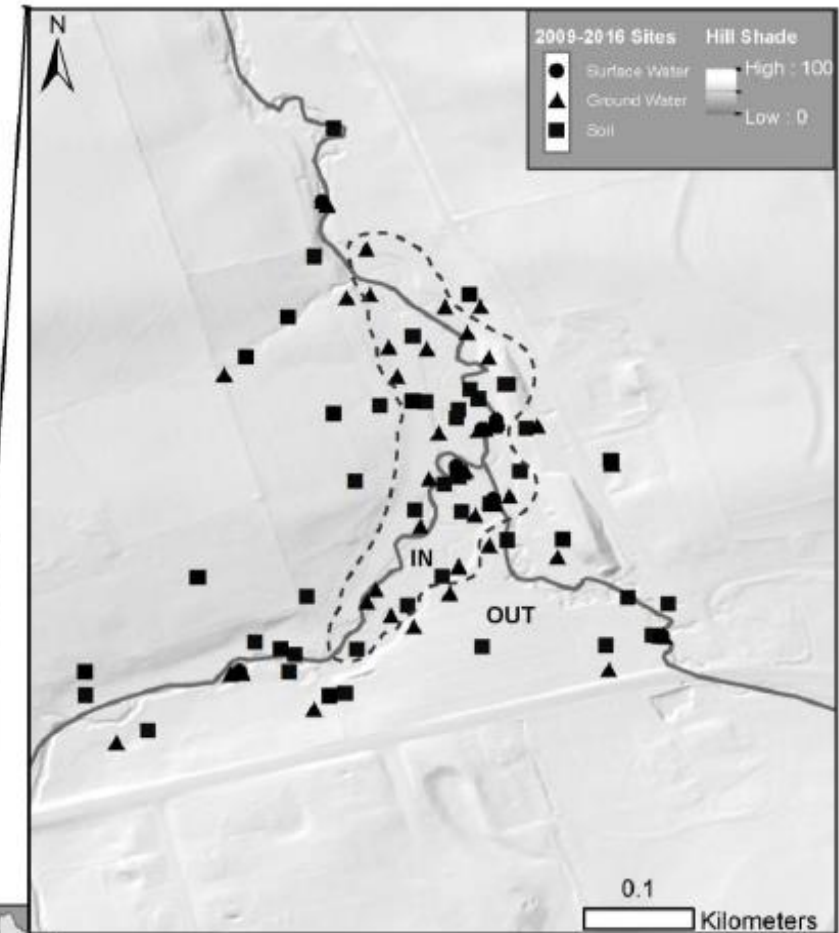 N
2009-2016 Sites
Surface Water
Ground Water
Soil
Hill Shade
High : 100
Low : 0
IN
OUT
0.1
Kilometers